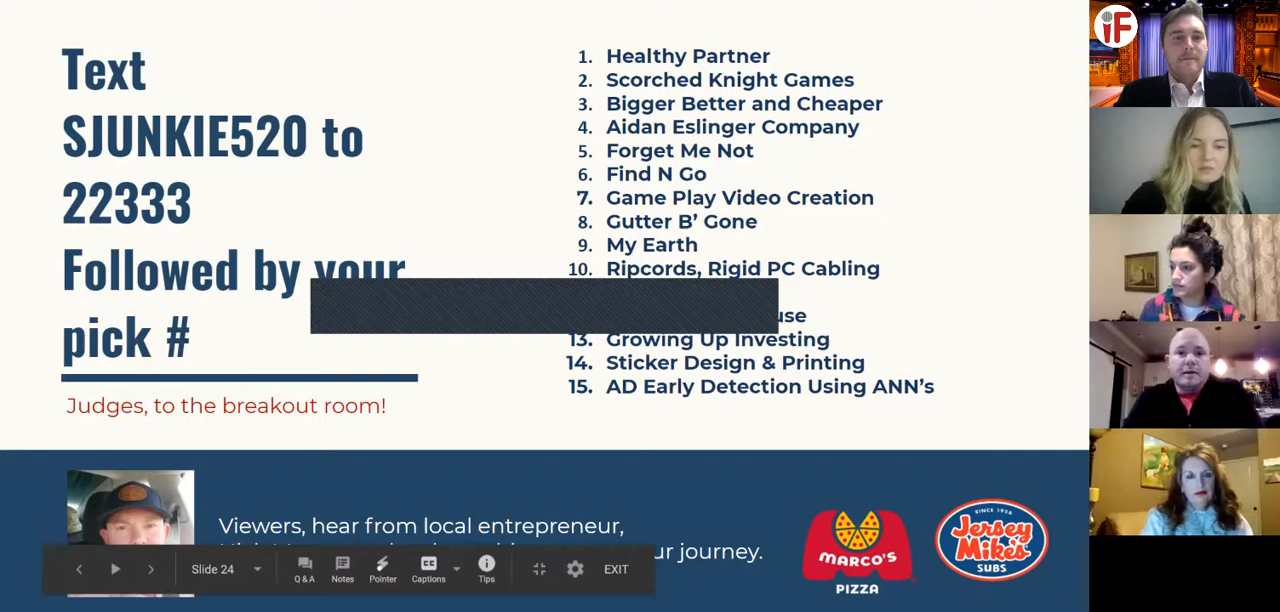 Text
SJUNKIE520 to
22333
Followed by your
pick #
Judges, to the breakout room!
1. Healthy Partner
2. Scorched Knight Games
3. Bigger Better and Cheaper
4. Aidan Eslinger Company
5. Forget Me Not
6. Find N Go
7. Game Play Video Creation
8. Gutter B' Gone
9. My Earth
10. Ripcords, Rigid PC Cabling
13. Growing Up Investing
14. Sticker Design & Printing
15. AD Early Detection Using ANN's
Viewers, hear from local entrepreneur,
journey.
Slide 24
Q & A
Notes
Pointer
Captions
Tips
EXIT
MARCO'S
PIZZA
SINCE 1956
Jersey
Mike's
SUBS
iF